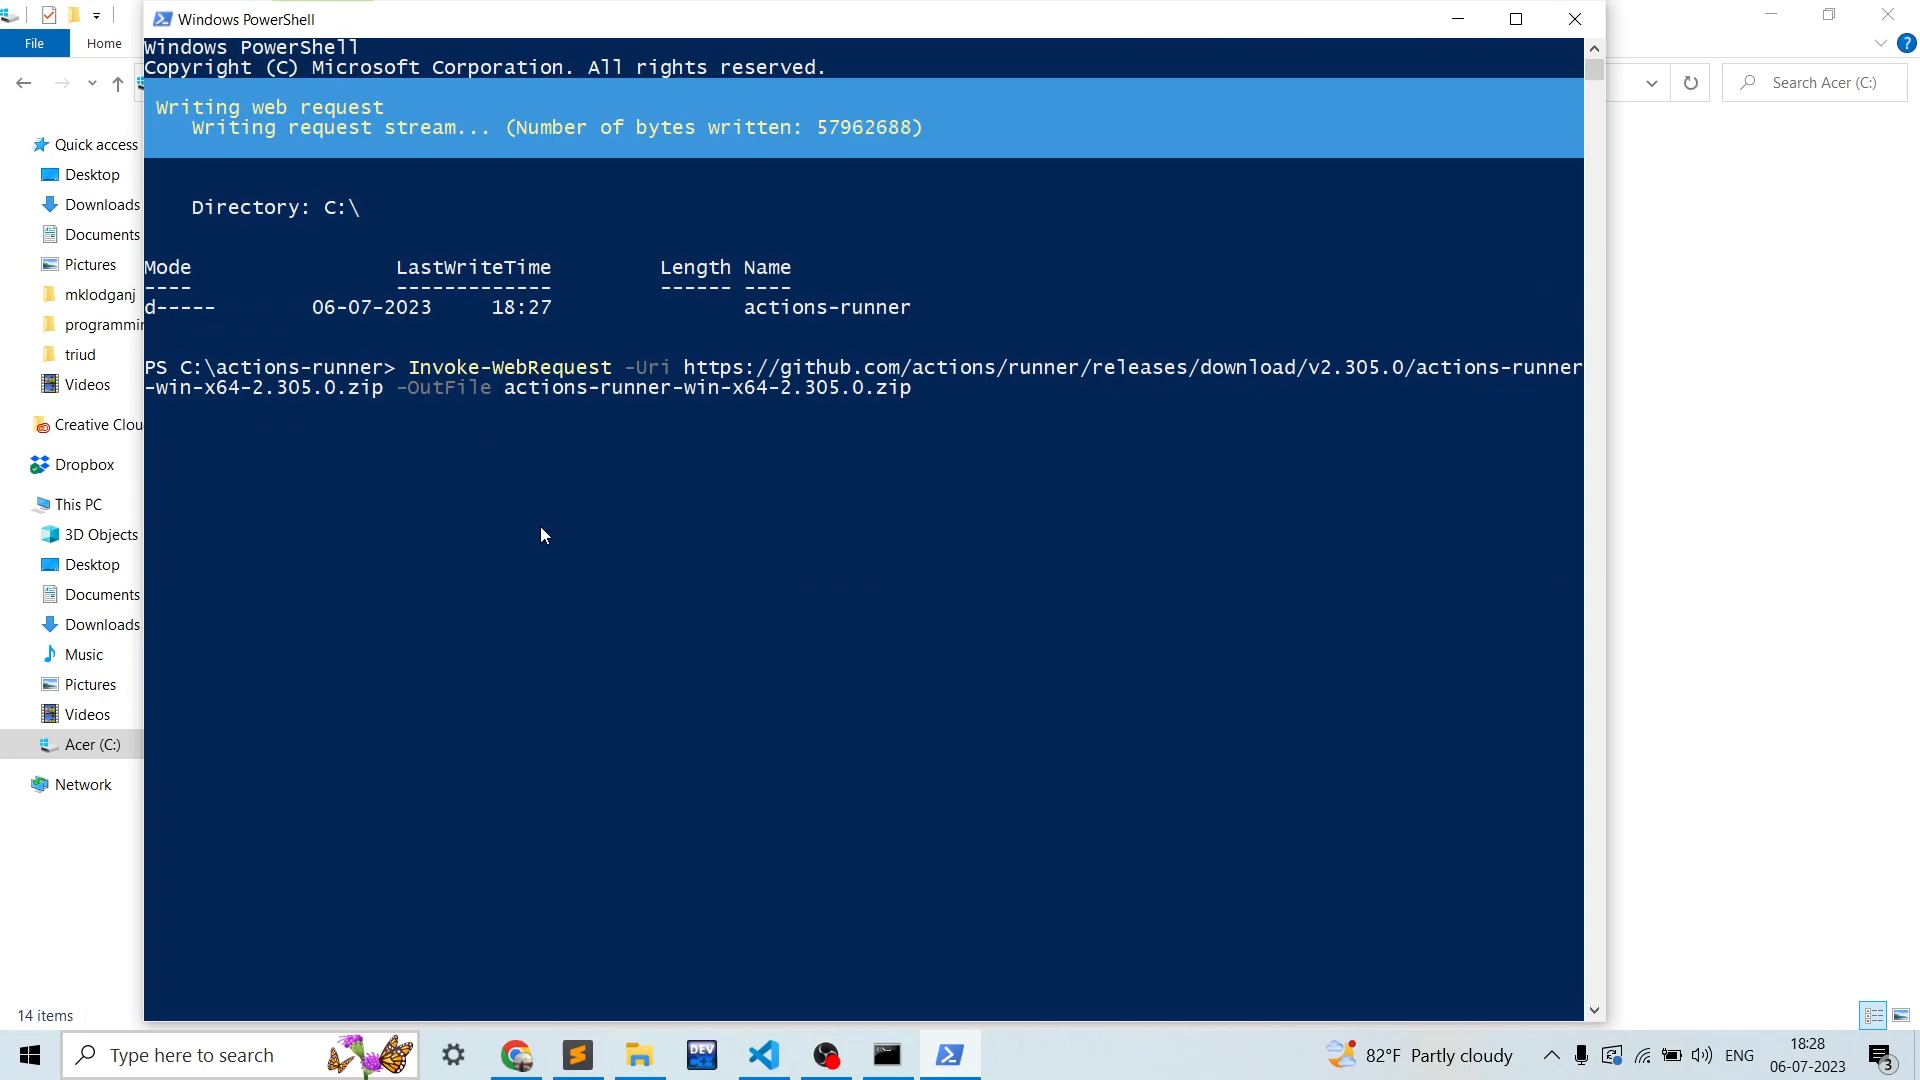 Windows PowerShell
File
Home
Search Acer (C:)
Quick access
Desktop
Downloads
Documents
Pictures
mklodganj
programmin
triud
Videos
Creative Clou
Dropbox
This PC
3D Objects
Desktop
Documents
Downloads
Music
Pictures
Videos
Acer (C:)
Network
14 items
Windows PowerShell
Copyright (C) Microsoft Corporation. All rights reserved.
Writing web request
Writing request stream... (Number of bytes written: 57962688)
Directory: C:\
Mode LastWriteTime Length Name
---- ------------- ------ ----
d----- 06-07-2023 18:27 actions-runner
PS C:\actions-runner> Invoke-WebRequest -Uri https://github.com/actions/runner/releases/download/v2.305.0/actions-runner
-win-x64-2.305.0.zip -OutFile actions-runner-win-x64-2.305.0.zip
Type here to search
DEV
C++
82°F Partly cloudy
ENG
18:28
06-07-2023
3